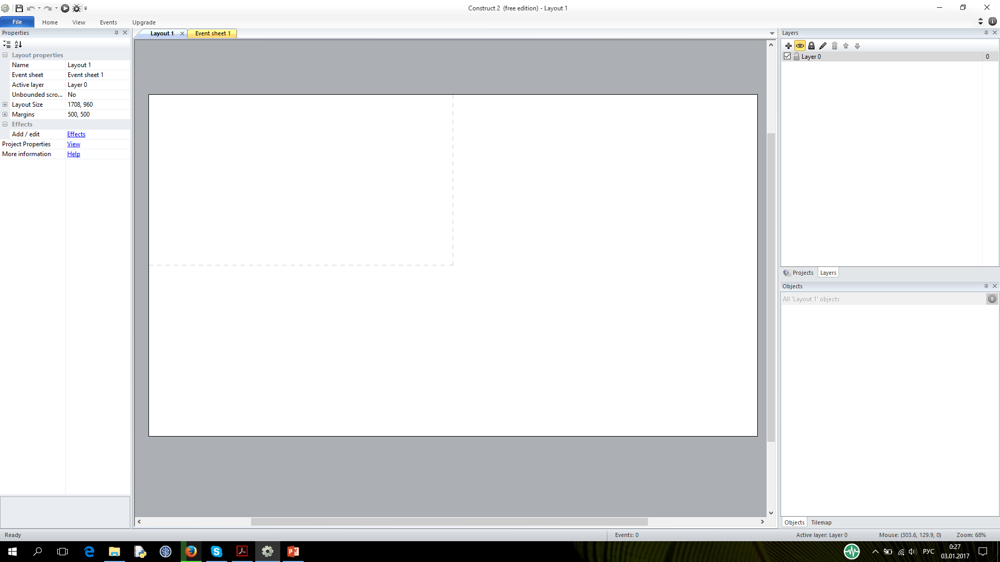 Construct 2  (free edition) - Layout 1
File Home View Events Upgrade
Properties
Layout 1
Event sheet 1
Layers
Layout properties
Name Layout 1
Event sheet Event sheet 1
Active layer Layer 0
Unbounded scro... No
Layout Size 1708, 960
Margins 500, 500
Effects
Add / edit Effects
Project Properties View
More information Help
Layer 0 0
Projects Layers
Objects
All 'Layout 1' objects
Objects Tilemap
Ready Events: 0 Active layer: Layer 0 Mouse: (303.6, 129.9, 0) Zoom: 68%
РУС
0:27
03.01.2017